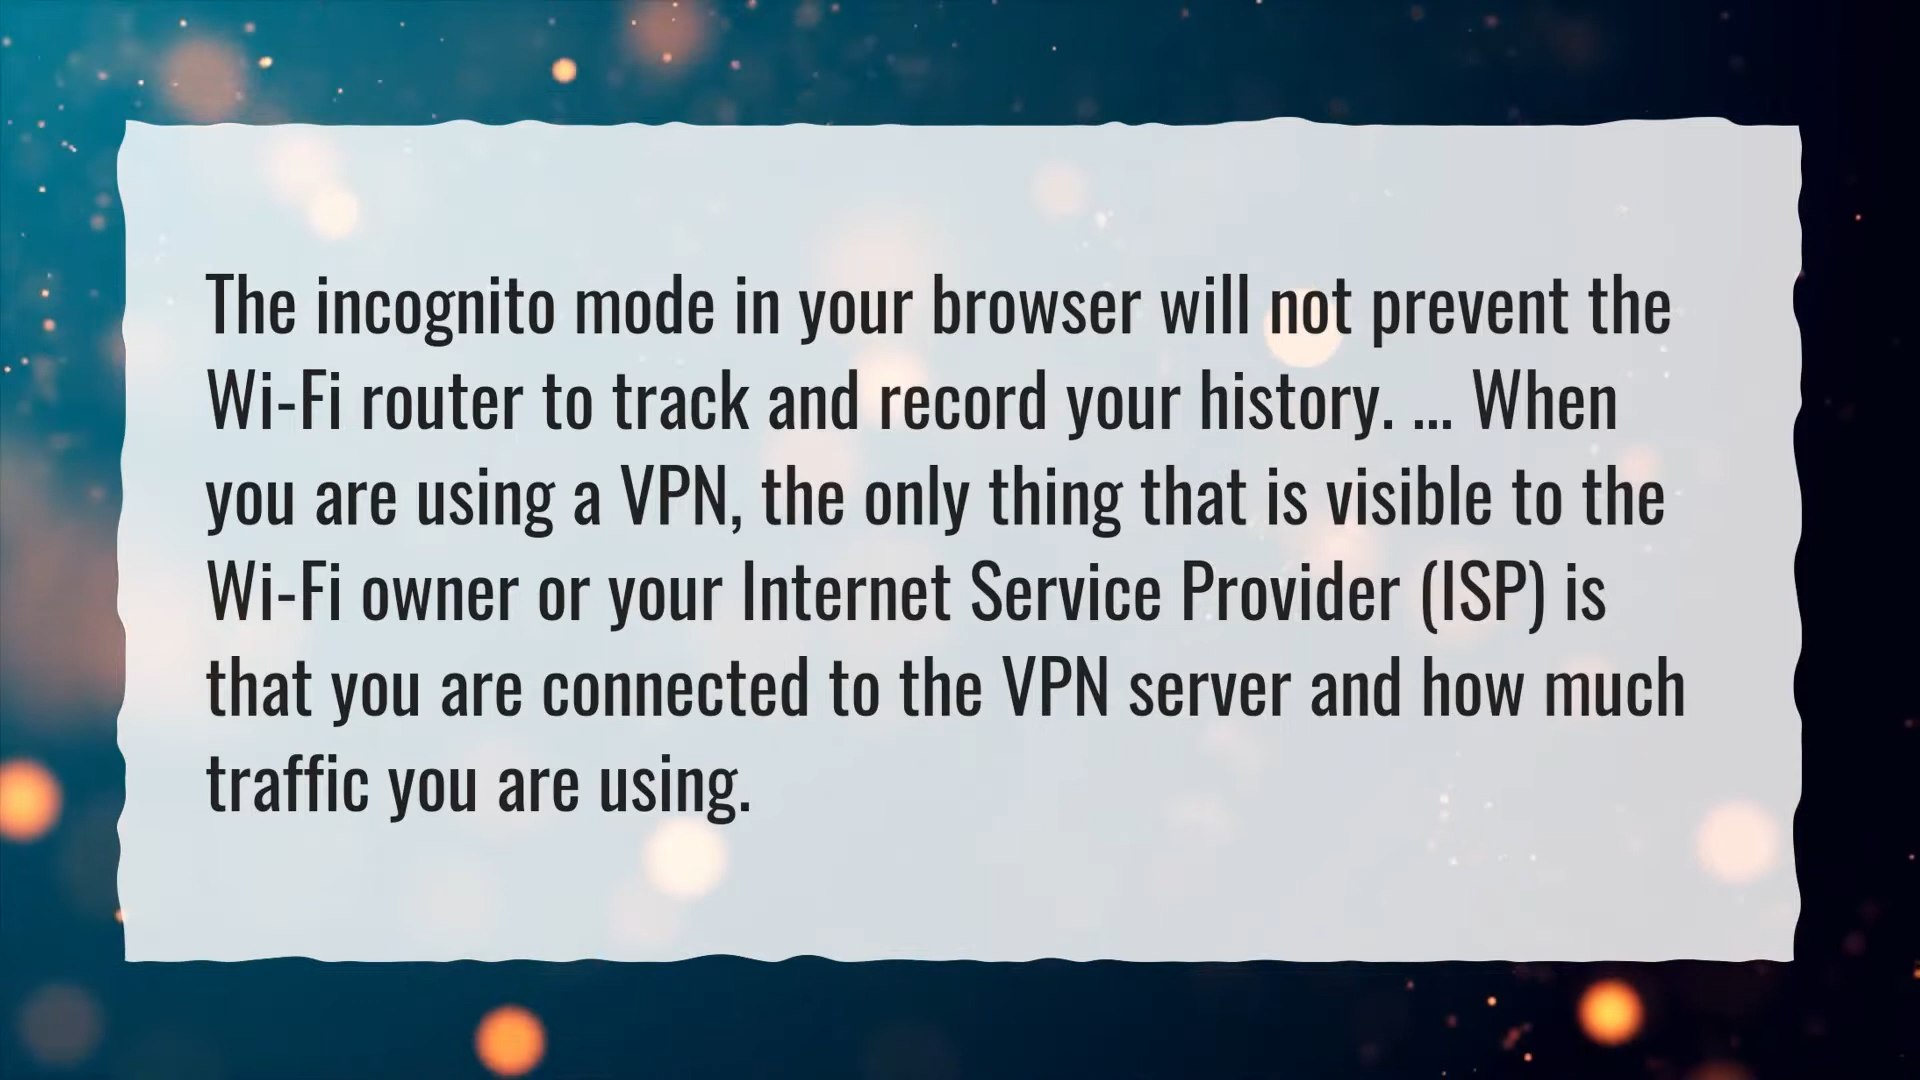 The incognito mode in your browser will not prevent the
Wi-Fi router to track and record your history. ... When
you are using a VPN, the only thing that is visible to the
Wi-Fi owner or your Internet Service Provider (ISP) is
that you are connected to the VPN server and how much
traffic you are using.